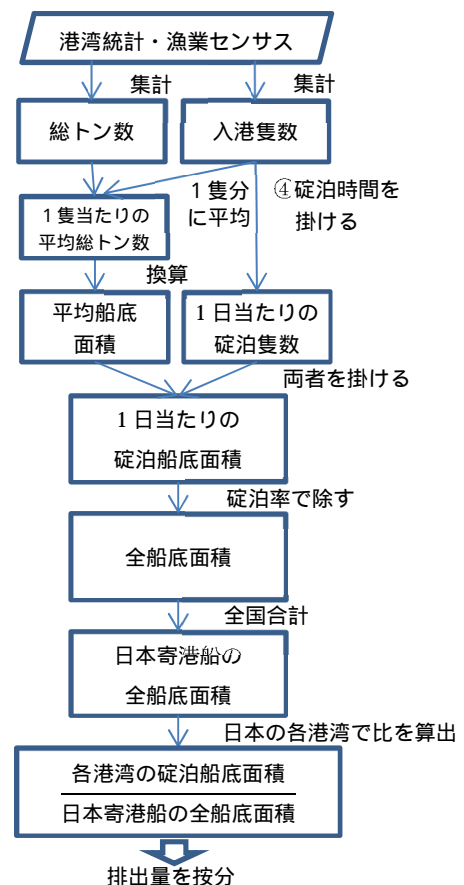 港湾統計・漁業センサス
集計
集計
総トン数
入港隻数
１隻分
に平均
④碇泊時間を
掛ける
１隻当たりの
平均総トン数
換算
平均船底
面積
１日当たりの
碇泊隻数
両者を掛ける
１日当たりの
碇泊船底面積
碇泊率で除す
全船底面積
全国合計
日本寄港船の
全船底面積
日本の各港湾で比を算出
各港湾の碇泊船底面積
日本寄港船の全船底面積
排出量を按分